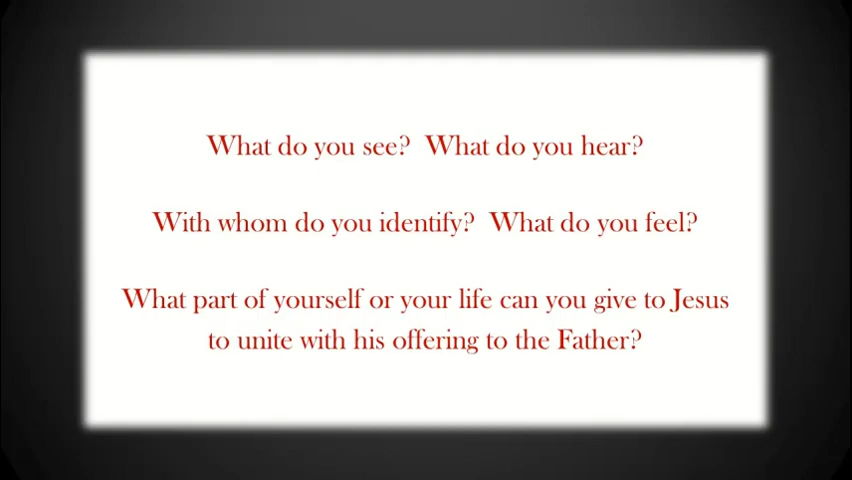 What do you see?  What do you hear?
With whom do you identify?  What do you feel?
What part of yourself or your life can you give to Jesus
to unite with his offering to the Father?